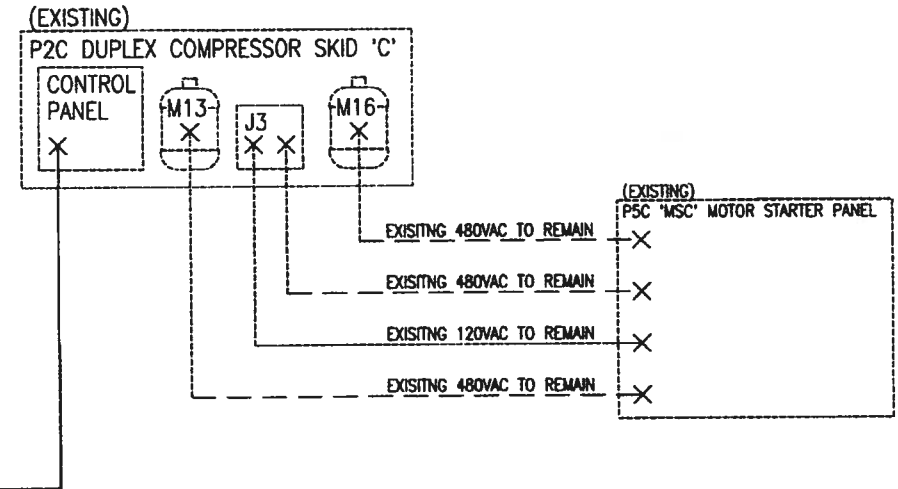 (EXISTING)
P2C DUPLEX COMPRESSOR SKID 'C'
CONTROL
PANEL
M13
J3
M16
(EXISTING)
P5C 'MSC' MOTOR STARTER PANEL
EXISITNG 480VAC TO REMAIN
EXISITNG 480VAC TO REMAIN
EXISITNG 120VAC TO REMAIN
EXISITNG 480VAC TO REMAIN